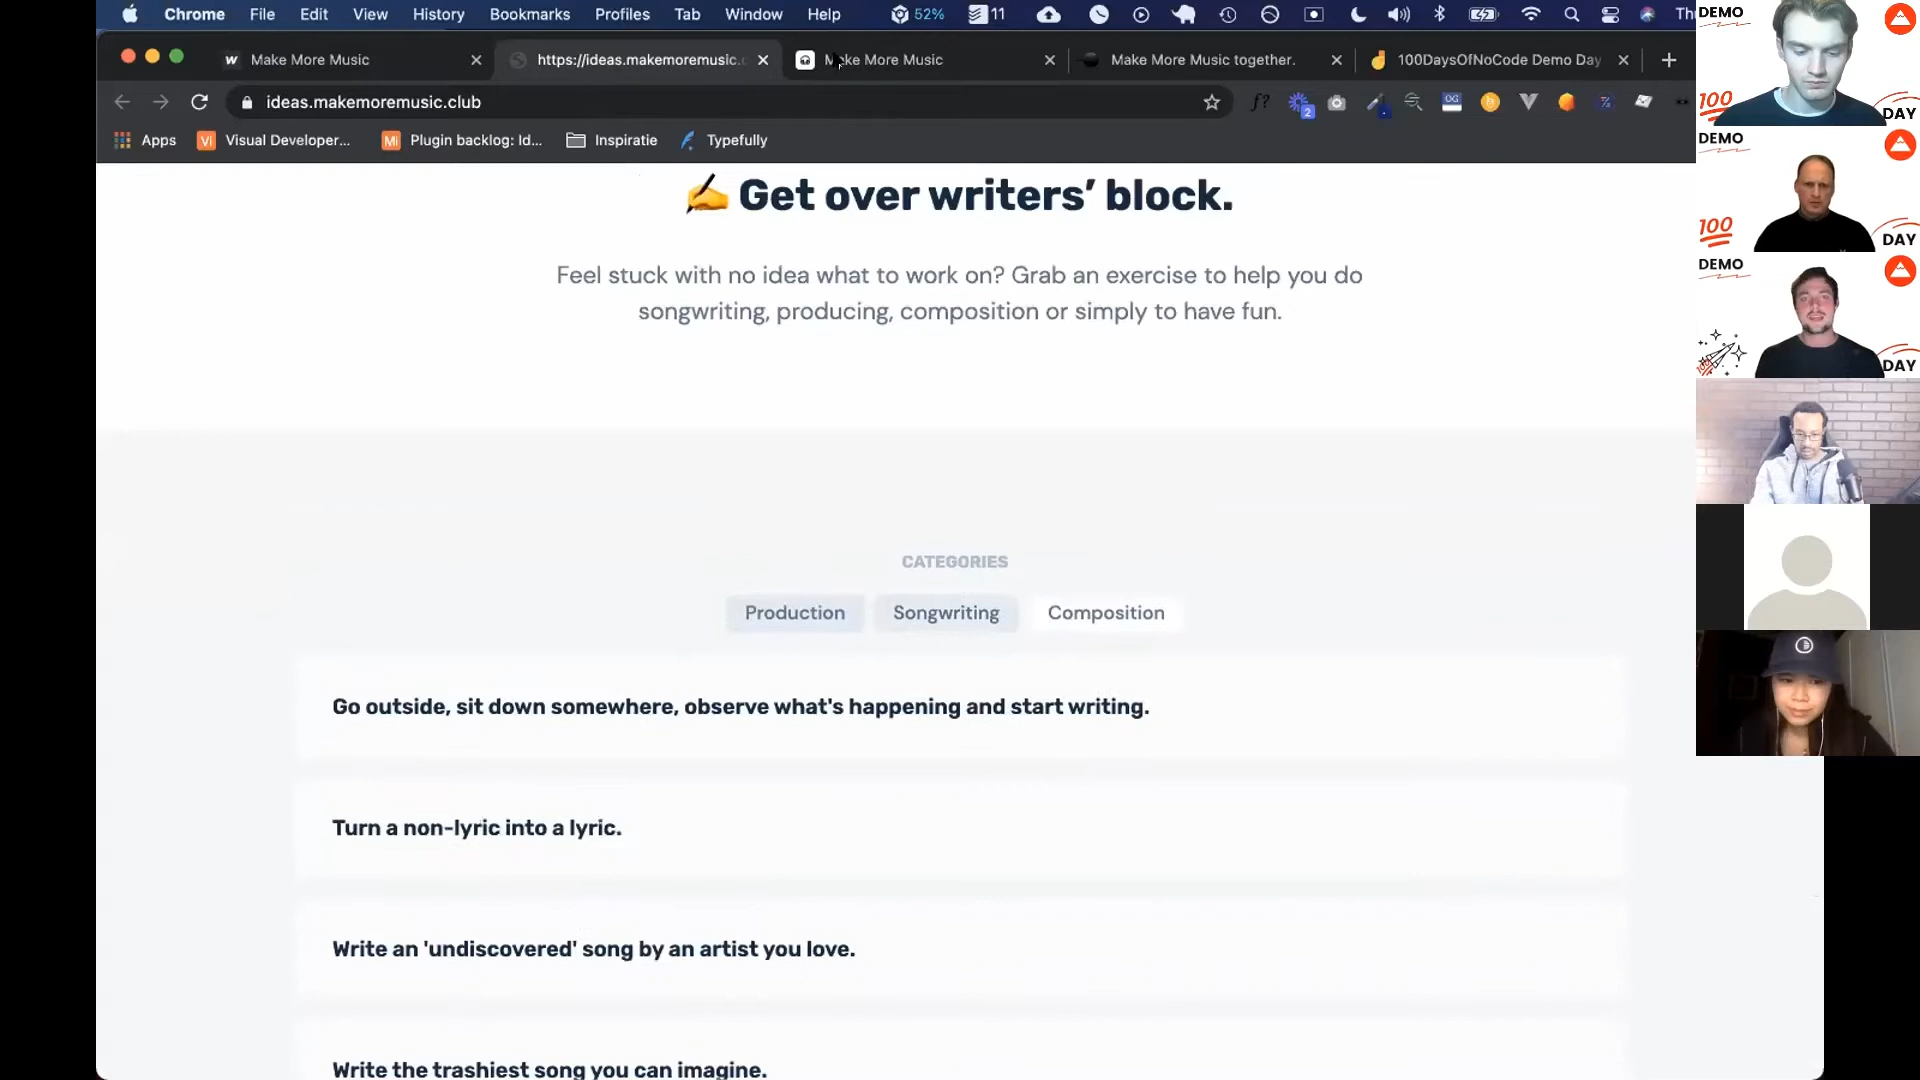 Chrome File Edit View History Bookmarks Profiles Tab Window Help 52% 11
Make More Music
https://ideas.makemoremusic.
Make More Music together.
100DaysOfNoCode Demo Day
ideas.makemoremusic.club
Apps Visual Developer... Plugin backlog: Id... Inspiratie Typefully
Get over writers’ block.
Feel stuck with no idea what to work on? Grab an exercise to help you do
songwriting, producing, composition or simply to have fun.
CATEGORIES
Production Songwriting Composition
Go outside, sit down somewhere, observe what's happening and start writing.
Turn a non-lyric into a lyric.
Write an 'undiscovered' song by an artist you love.
Write the trashiest song you can imagine.
DEMO
100
DAY
DEMO
100
DAY
DEMO
DAY